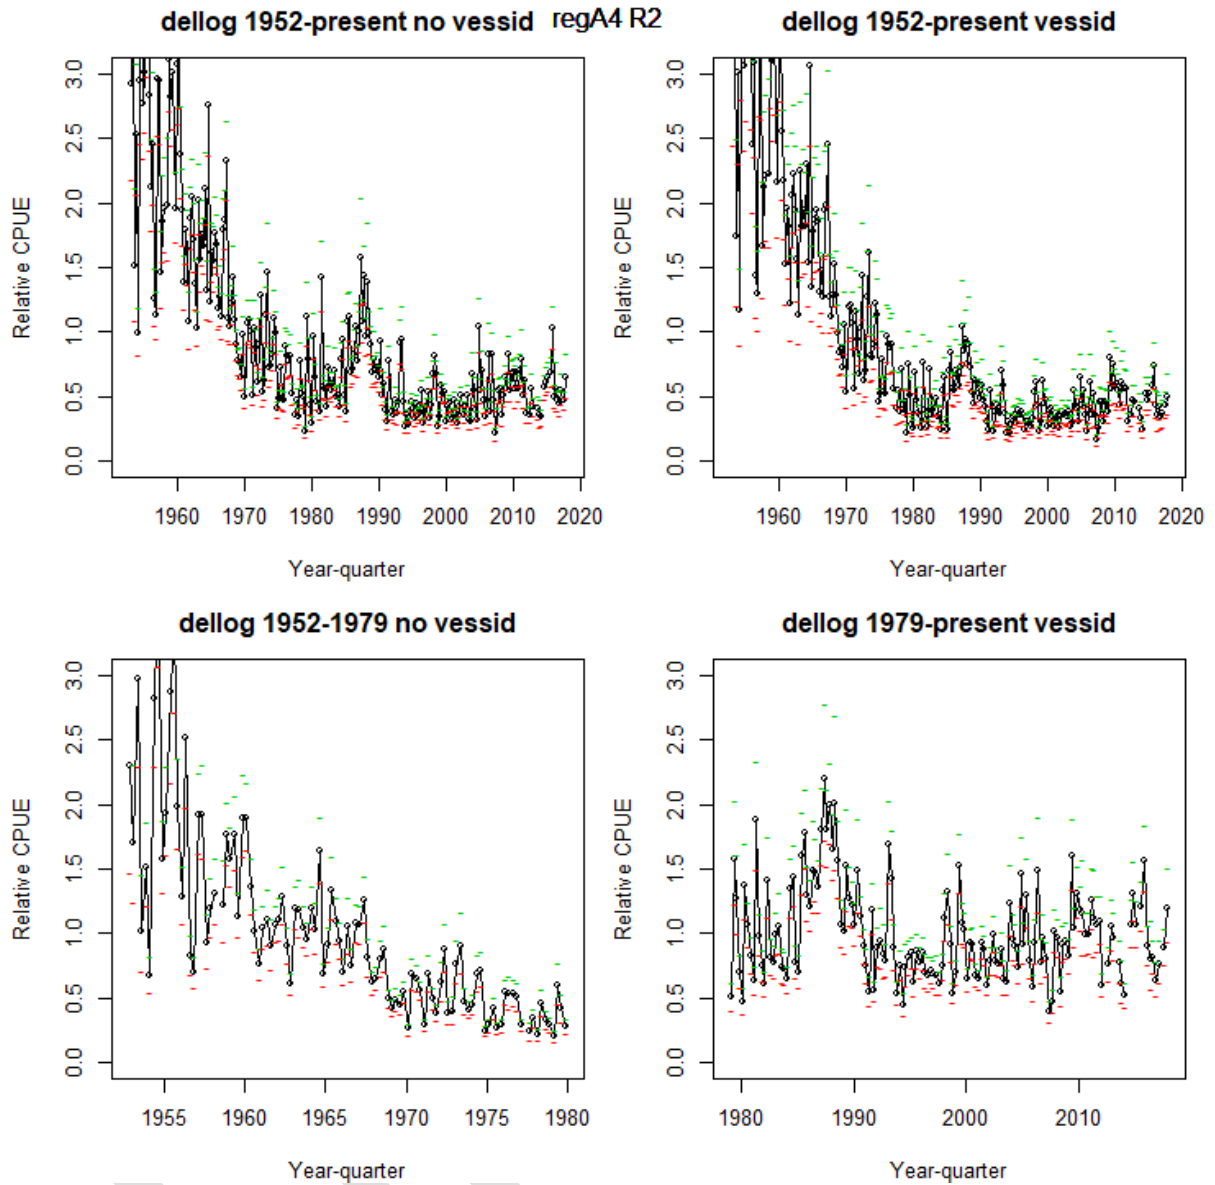 dellog 1952-present no vessid regA4 R2 dellog 1952-present vessid
Relative CPUE
3.0
2.5
2.0
1.5
1.0
0.5
0.0
1960 1970 1980 1990 2000 2010 2020
Year-quarter
Relative CPUE
3.0
2.5
2.0
1.5
1.0
0.5
0.0
1960 1970 1980 1990 2000 2010 2020
Year-quarter
dellog 1952-1979 no vessid
Relative CPUE
3.0
2.5
2.0
1.5
1.0
0.5
0.0
1955 1960 1965 1970 1975 1980
Year-quarter
dellog 1979-present vessid
Relative CPUE
3.0
2.5
2.0
1.5
1.0
0.5
0.0
1980 1990 2000 2010
Year-quarter